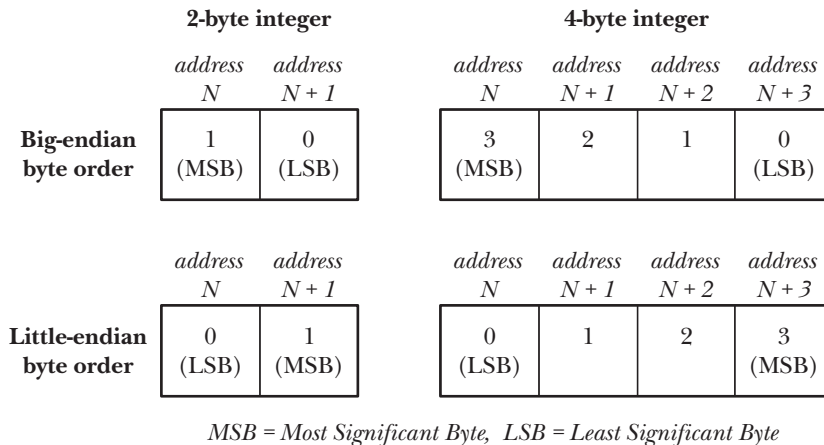 2-byte integer 4-byte integer
address address address address address address
N N + 1 N N + 1 N + 2 N + 3
Big-endian 1 0 3 2 1 0
byte order (MSB) (LSB) (MSB) (LSB)
address address address address address address
N N + 1 N N + 1 N + 2 N + 3
Little-endian 0 1 0 1 2 3
byte order (LSB) (MSB) (LSB) (MSB)
MSB = Most Significant Byte, LSB = Least Significant Byte